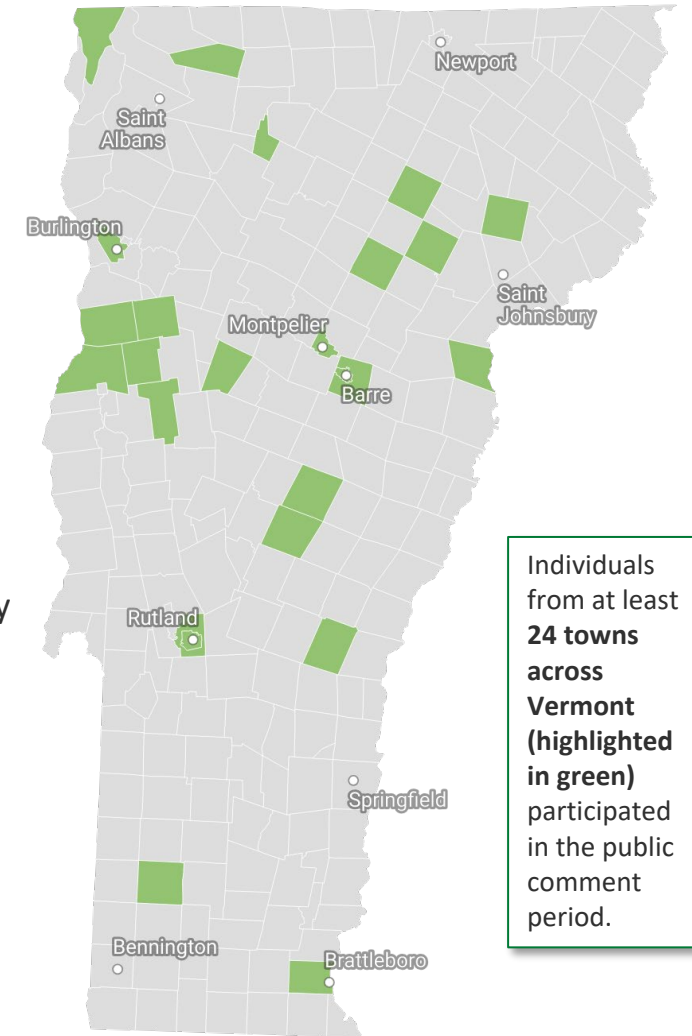 Newport
Saint
Albans
Burlington
Saint
Johnsbury
Montpelier
Barre
Individuals
from at least
24 towns
across
Vermont
(highlighted
in green)
participated
in the public
comment
period.
y
Rutland
Springfield
Bennington
Brattleboro